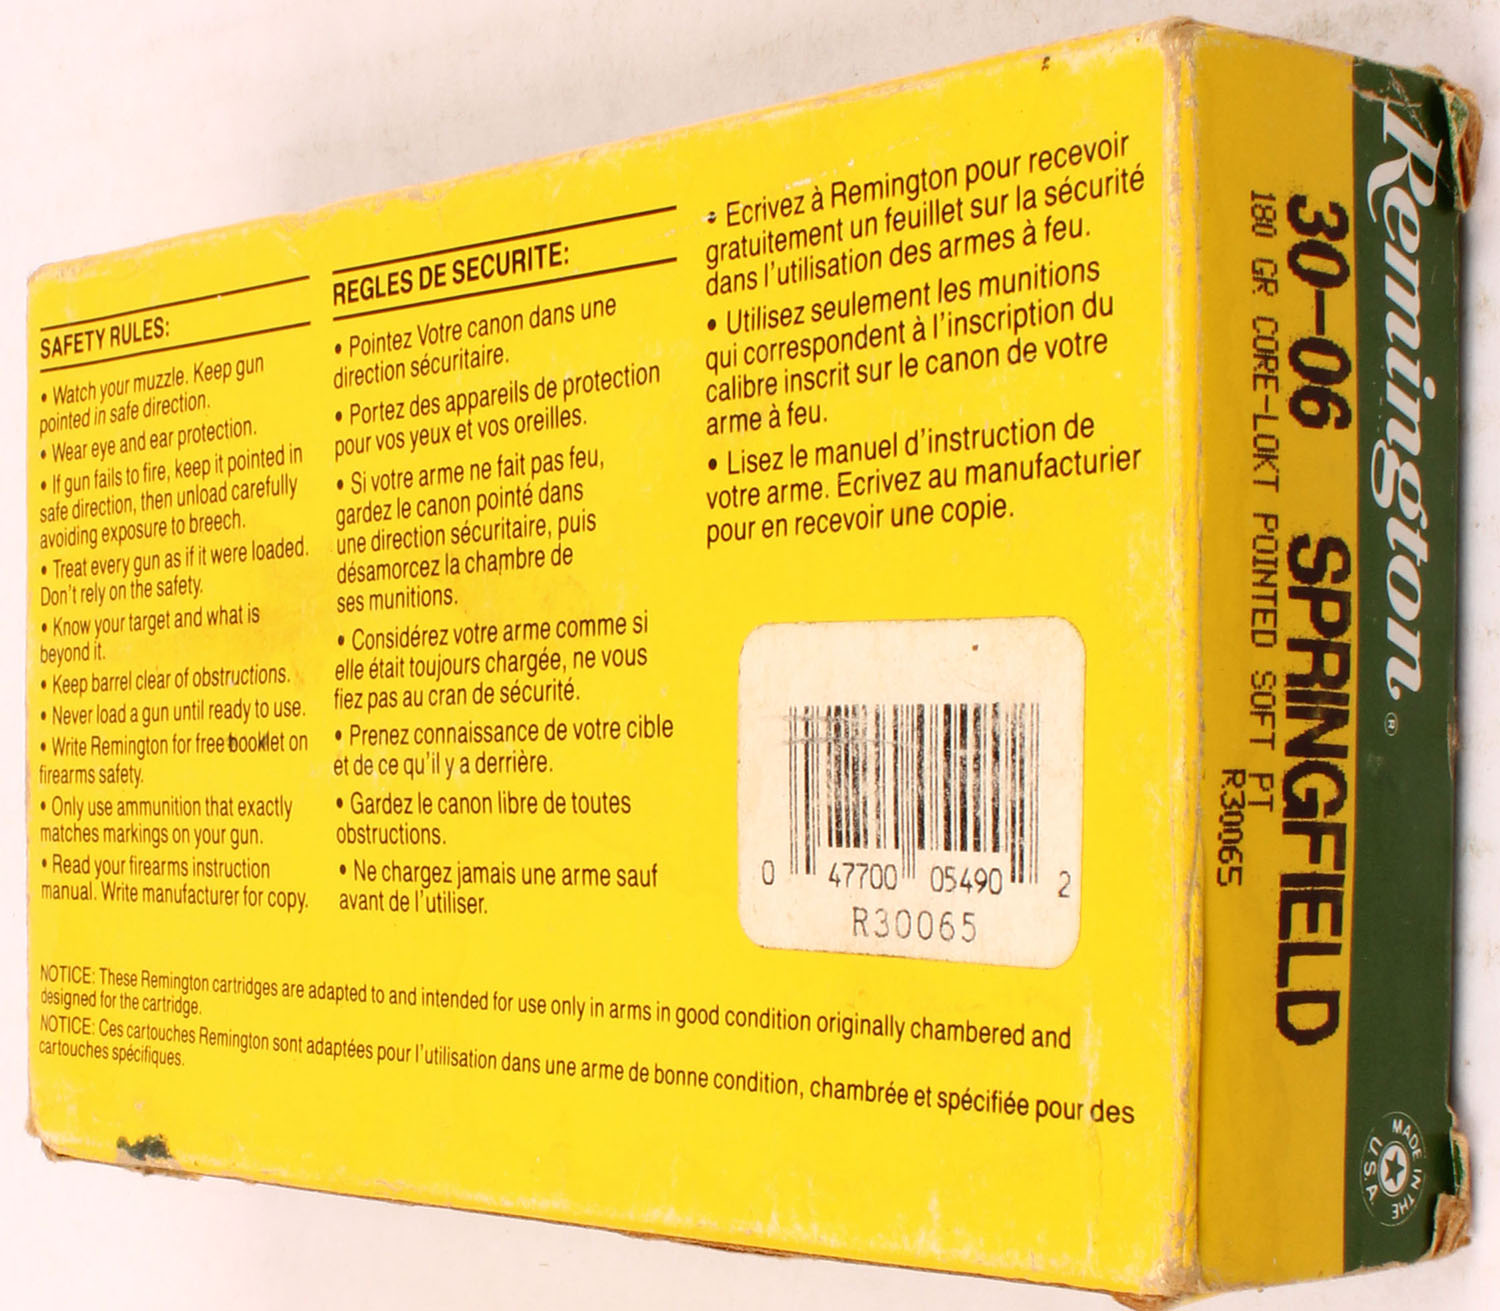 SAFETY RULES:
• Watch your muzzle. Keep gun
pointed in safe direction.
• Wear eye and ear protection.
• If gun fails to fire, keep it pointed in
safe direction, then unload carefully
avoiding exposure to breech.
• Treat every gun as if it were loaded.
Don't rely on the safety.
• Know your target and what is
beyond it.
• Keep barrel clear of obstructions.
• Never load a gun until ready to use.
• Write Remington for free booklet on
firearms safety.
• Only use ammunition that exactly
matches markings on your gun.
• Read your firearms instruction
manual. Write manufacturer for copy.
REGLES DE SECURITE:
• Pointez Votre canon dans une
direction sécuritaire.
• Portez des appareils de protection
pour vos yeux et vos oreilles.
• Si votre arme ne fait pas feu,
gardez le canon pointé dans
une direction sécuritaire, puis
désamorcez la chambre de
ses munitions.
• Considérez votre arme comme si
elle était toujours chargée, ne vous
fiez pas au cran de sécurité.
• Prenez connaissance de votre cible
et de ce qu'il y a derrière.
• Gardez le canon libre de toutes
obstructions.
• Ne chargez jamais une arme sauf
avant de l'utiliser.
• Ecrivez à Remington pour recevoir
gratuitement un feuillet sur la sécurité
dans l'utilisation des armes à feu.
• Utilisez seulement les munitions
qui correspondent à l'inscription du
calibre inscrit sur le canon de votre
arme à feu.
• Lisez le manuel d'instruction de
votre arme. Ecrivez au manufacturier
pour en recevoir une copie.
0 47700 05490 2
R30065
NOTICE: These Remington cartridges are adapted to and intended for use only in arms in good condition originally chambered and
designed for the cartridge.
NOTICE: Ces cartouches Remington sont adaptées pour l'utilisation dans une arme de bonne condition, chambrée et spécifiée pour des
cartouches spécifiques.
Remington®
30-06 SPRINGFIELD
180 GR CORE-LOKT POINTED SOFT PT
R30065
MADE IN THE
U.S.A.